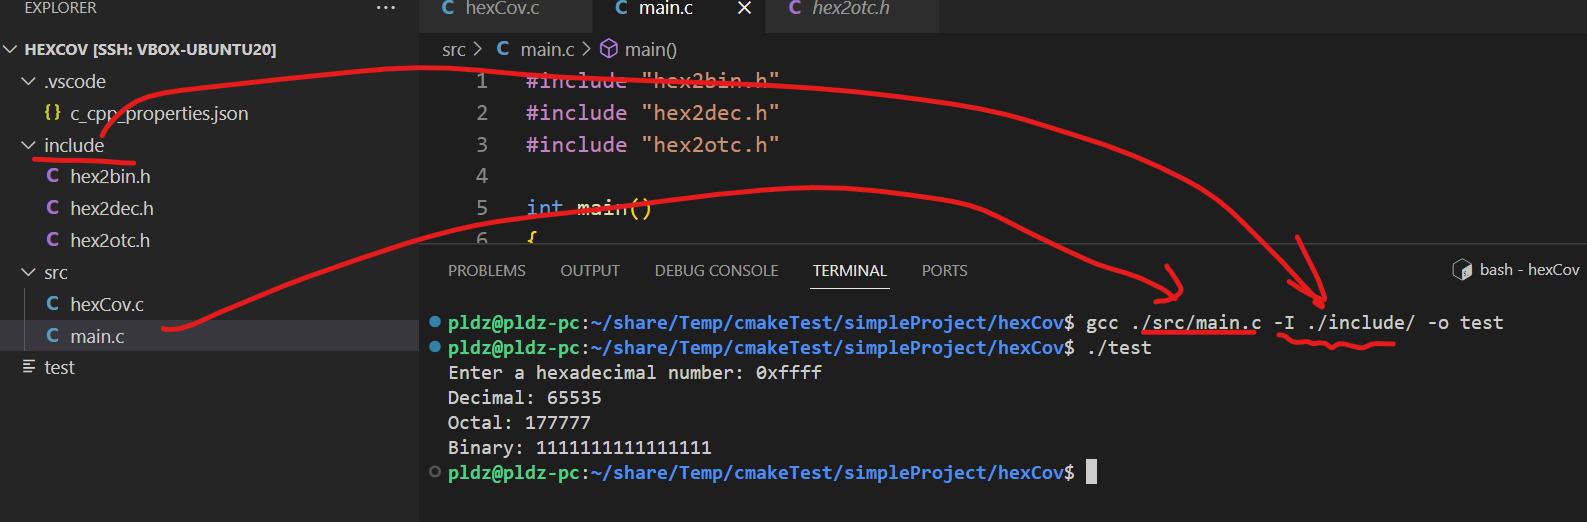 EXPLORER
···
HEXCOV [SSH: VBOX-UBUNTU20]
.vscode
{} c_cpp_properties.json
include
C hex2bin.h
C hex2dec.h
C hex2otc.h
src
C hexCov.c
C main.c
test
C hexCov.c
C main.c
C hex2otc.h
src > C main.c > main()
1 #include "hex2bin.h"
2 #include "hex2dec.h"
3 #include "hex2otc.h"
4
5 int main()
6 {
PROBLEMS OUTPUT DEBUG CONSOLE TERMINAL PORTS
bash - hexCov
pldz@pldz-pc:~/share/Temp/cmakeTest/simpleProject/hexCov$ gcc ./src/main.c -I ./include/ -o test
pldz@pldz-pc:~/share/Temp/cmakeTest/simpleProject/hexCov$ ./test
Enter a hexadecimal number: 0xffff
Decimal: 65535
Octal: 177777
Binary: 1111111111111111
pldz@pldz-pc:~/share/Temp/cmakeTest/simpleProject/hexCov$